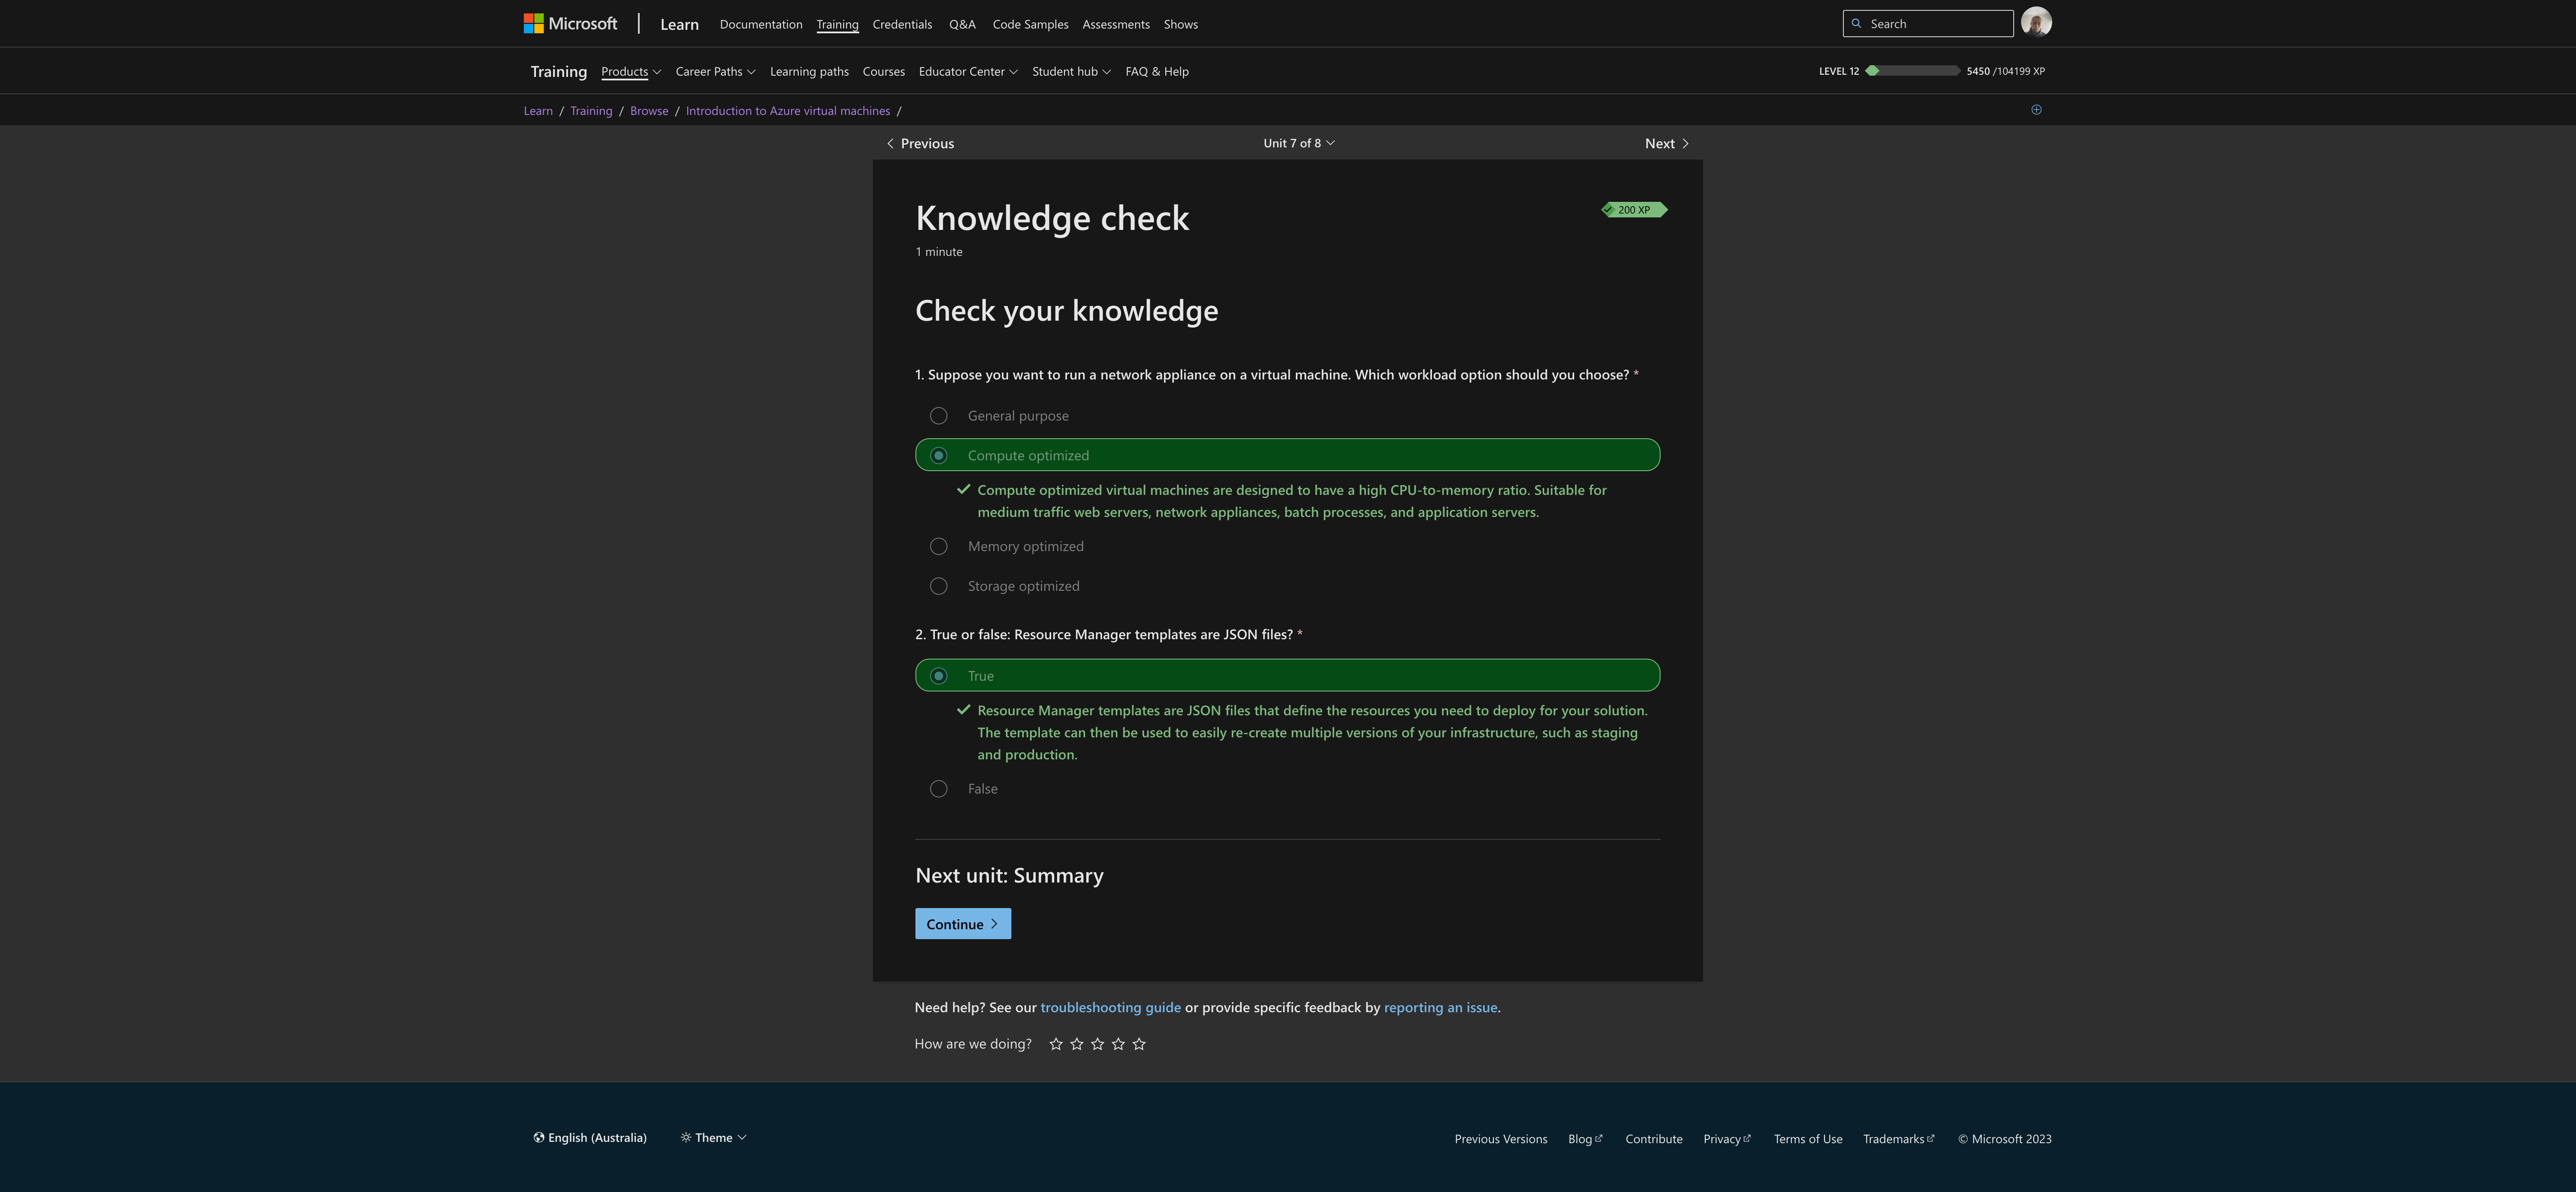 Microsoft | Learn Documentation Training Credentials Q&A Code Samples Assessments Shows Search
Training Products Career Paths Learning paths Courses Educator Center Student hub FAQ & Help LEVEL 12 5450 /104199 XP
Learn / Training / Browse / Introduction to Azure virtual machines /
Previous Unit 7 of 8 Next
Knowledge check
200 XP
1 minute
Check your knowledge
1. Suppose you want to run a network appliance on a virtual machine. Which workload option should you choose? *
General purpose
Compute optimized
Compute optimized virtual machines are designed to have a high CPU-to-memory ratio. Suitable for
medium traffic web servers, network appliances, batch processes, and application servers.
Memory optimized
Storage optimized
2. True or false: Resource Manager templates are JSON files? *
True
Resource Manager templates are JSON files that define the resources you need to deploy for your solution.
The template can then be used to easily re-create multiple versions of your infrastructure, such as staging
and production.
False
Next unit: Summary
Continue
Need help? See our troubleshooting guide or provide specific feedback by reporting an issue.
How are we doing?
English (Australia) Theme Previous Versions Blog Contribute Privacy Terms of Use Trademarks © Microsoft 2023